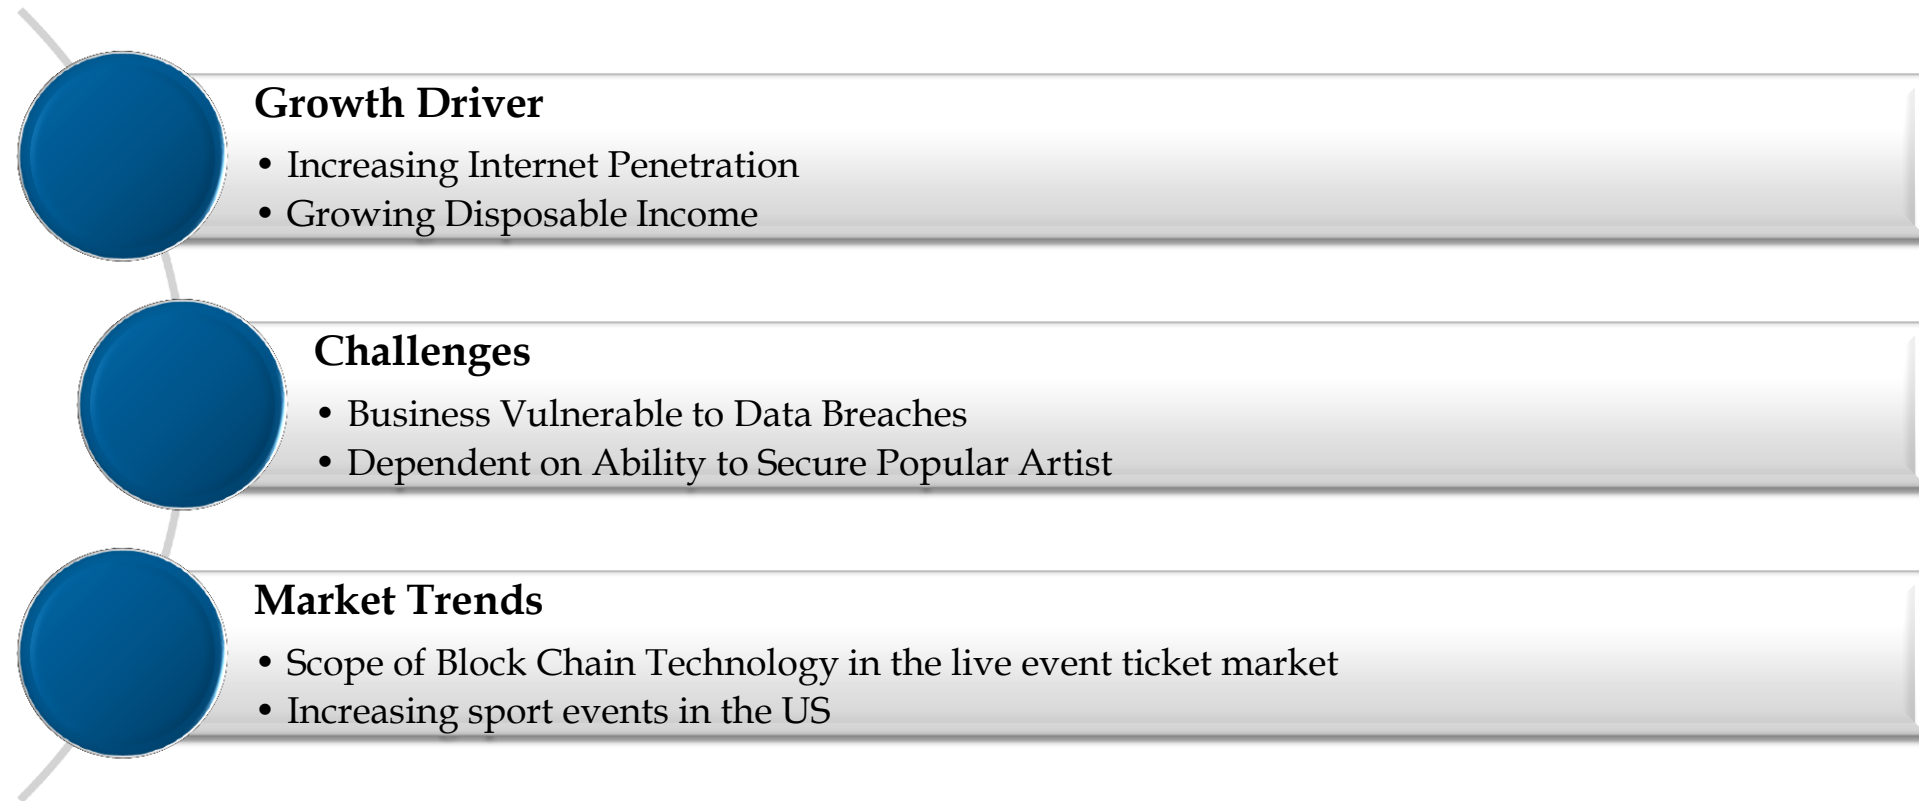 Growth Driver
• Increasing Internet Penetration
• Growing Disposable Income
Challenges
• Business Vulnerable to Data Breaches
• Dependent on Ability to Secure Popular Artist
Market Trends
• Scope of Block Chain Technology in the live event ticket market
• Increasing sport events in the US